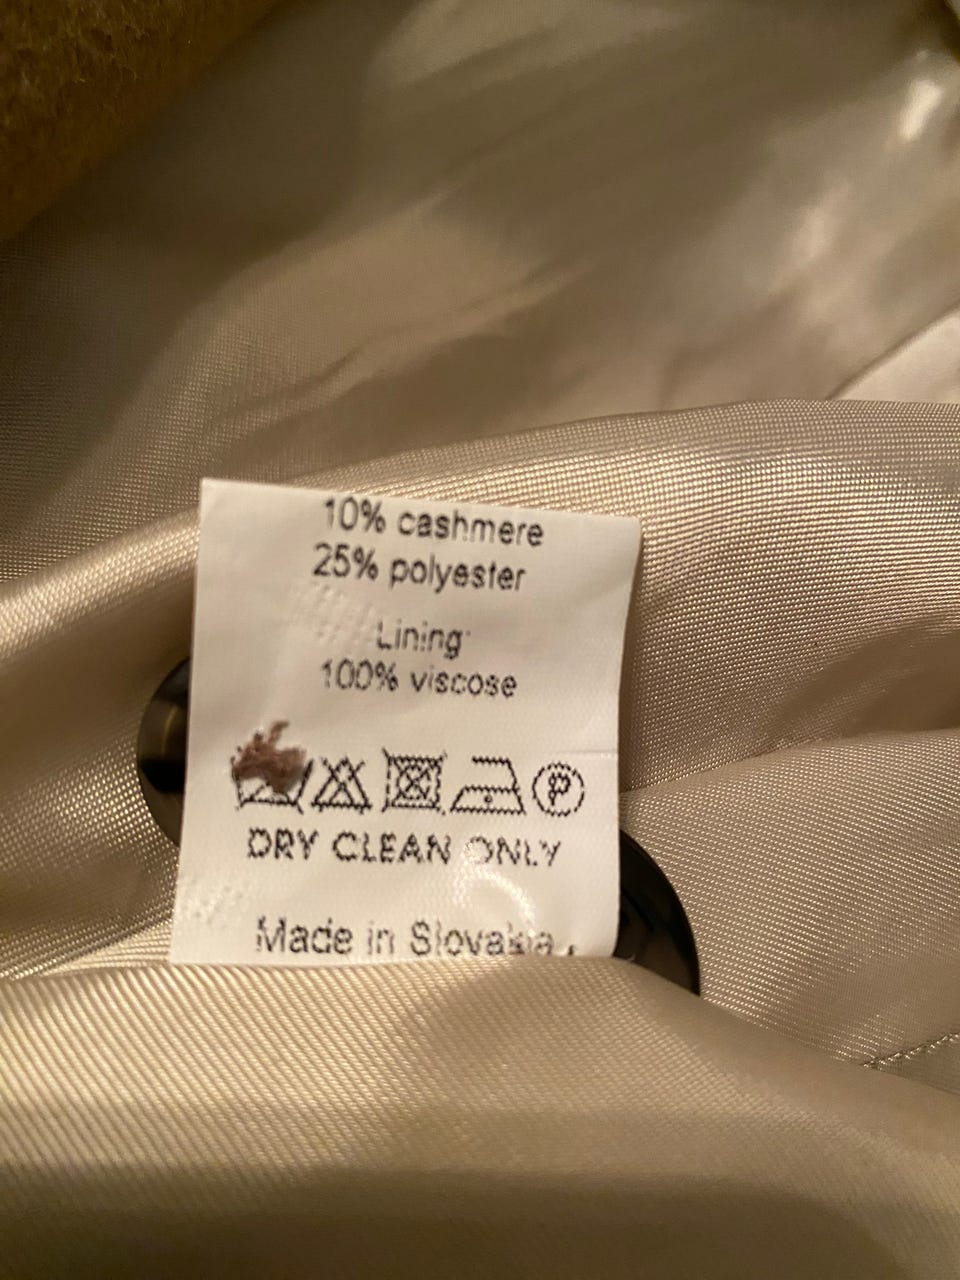 10% cashmere
25% polyester
Lining
100% viscose
P
DRY CLEAN ONLY
Made in Slovakia